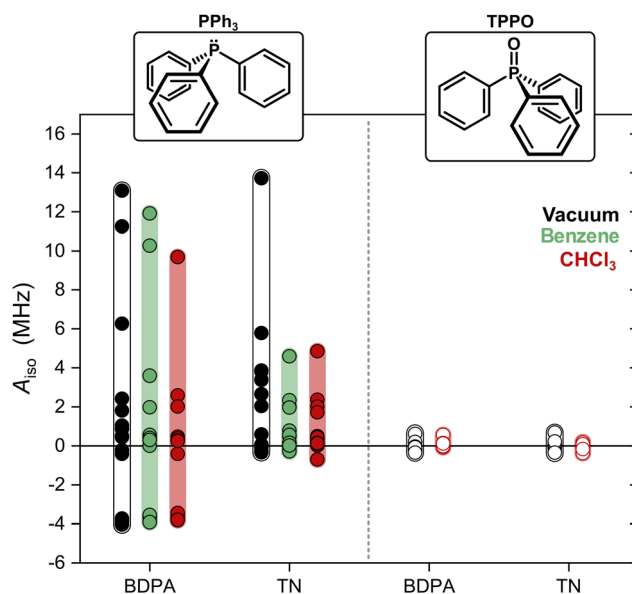 PPh₃
TPPO
P
O
P
16
14
12
10
8
6
4
2
0
-2
-4
-6
A_iso (MHz)
Vacuum
Benzene
CHCl₃
BDPA
TN
BDPA
TN